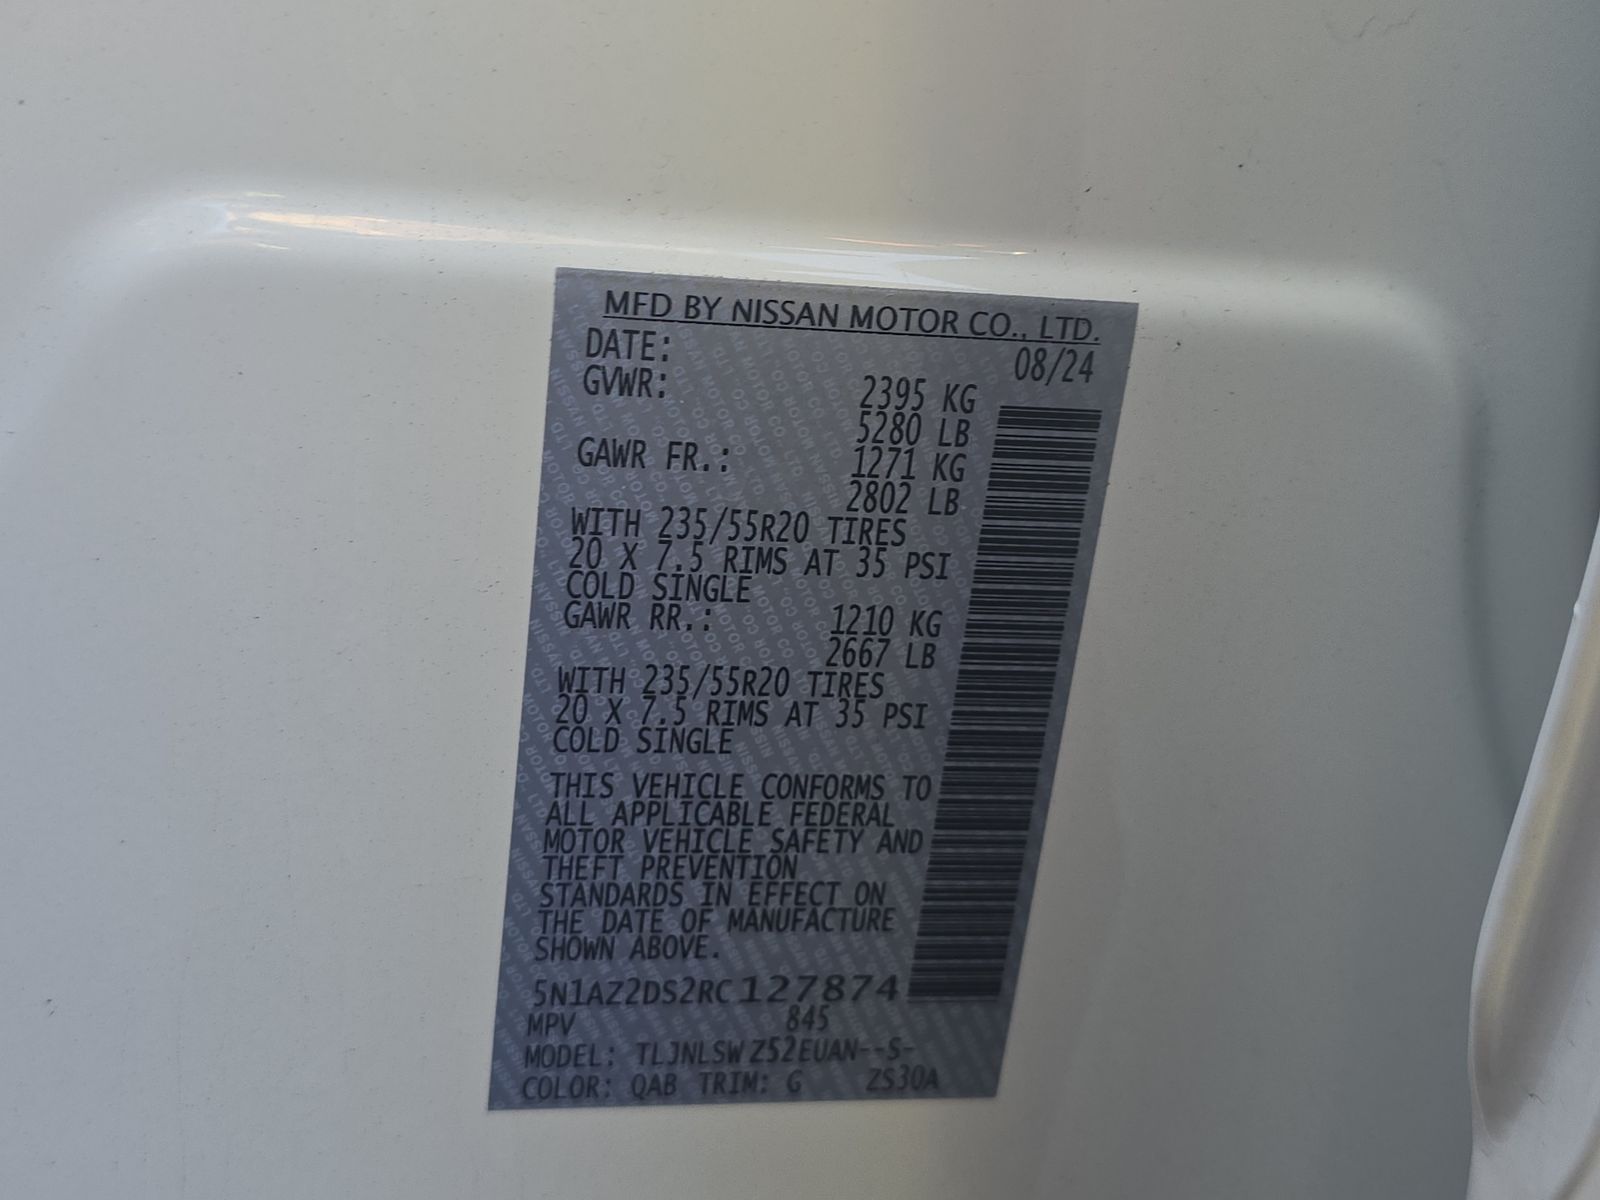 MFD BY NISSAN MOTOR CO., LTD.
DATE: 08/24
GVWR: 2395 KG
5280 LB
GAWR FR.: 1271 KG
2802 LB
WITH 235/55R20 TIRES
20 X 7.5 RIMS AT 35 PSI
COLD SINGLE
GAWR RR.: 1210 KG
2667 LB
WITH 235/55R20 TIRES
20 X 7.5 RIMS AT 35 PSI
COLD SINGLE
THIS VEHICLE CONFORMS TO
ALL APPLICABLE FEDERAL
MOTOR VEHICLE SAFETY AND
THEFT PREVENTION
STANDARDS IN EFFECT ON
THE DATE OF MANUFACTURE
SHOWN ABOVE.
5N1AZ2DS2RC127874
MPV 845
MODEL: TLJNLSWZ52EUAN--S-
COLOR: QAB TRIM: G ZS30A